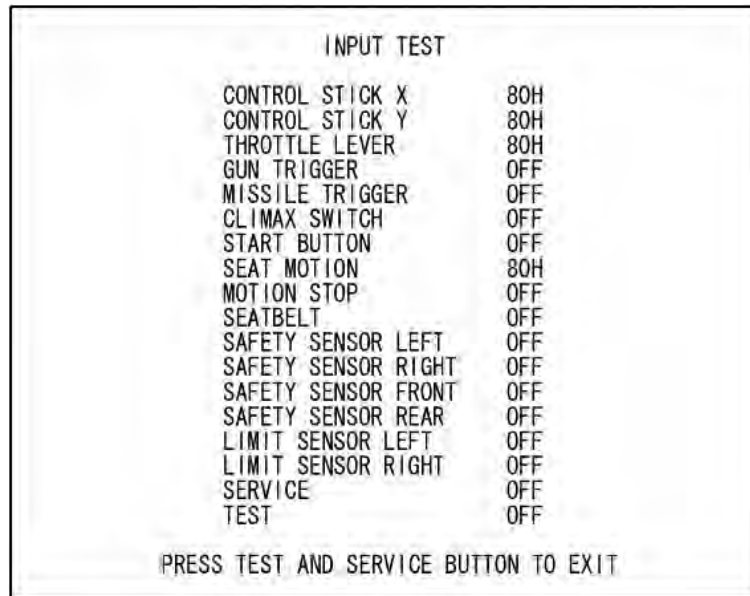 INPUT TEST
CONTROL STICK X 80H
CONTROL STICK Y 80H
THROTTLE LEVER 80H
GUN TRIGGER OFF
MISSILE TRIGGER OFF
CLIMAX SWITCH OFF
START BUTTON OFF
SEAT MOTION 80H
MOTION STOP OFF
SEATBELT OFF
SAFETY SENSOR LEFT OFF
SAFETY SENSOR RIGHT OFF
SAFETY SENSOR FRONT OFF
SAFETY SENSOR REAR OFF
LIMIT SENSOR LEFT OFF
LIMIT SENSOR RIGHT OFF
SERVICE OFF
TEST OFF
PRESS TEST AND SERVICE BUTTON TO EXIT